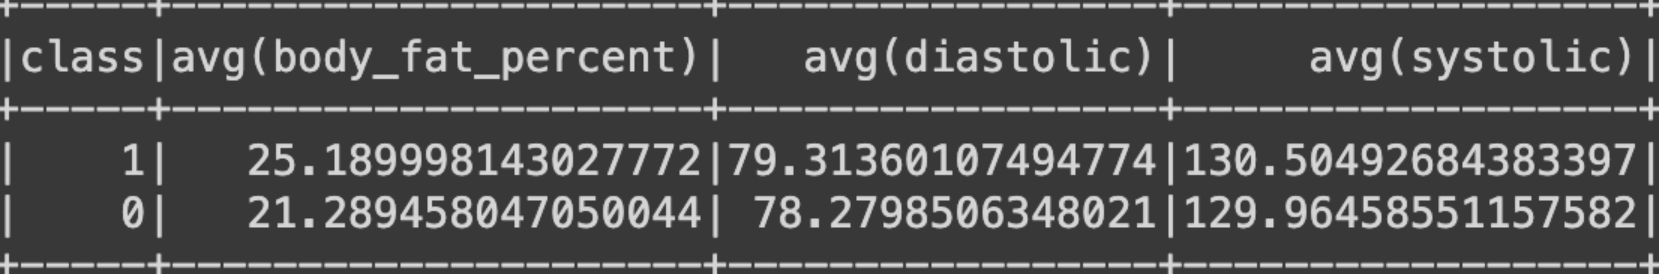 +-----+---------------------+-----------------+------------------+
|class|avg(body_fat_percent)|   avg(diastolic)|     avg(systolic)|
+-----+---------------------+-----------------+------------------+
|    1|   25.189998143027772|79.31360107494774|130.50492684383397|
|    0|   21.289458047050044| 78.2798506348021|129.96458551157582|
+-----+---------------------+-----------------+------------------+